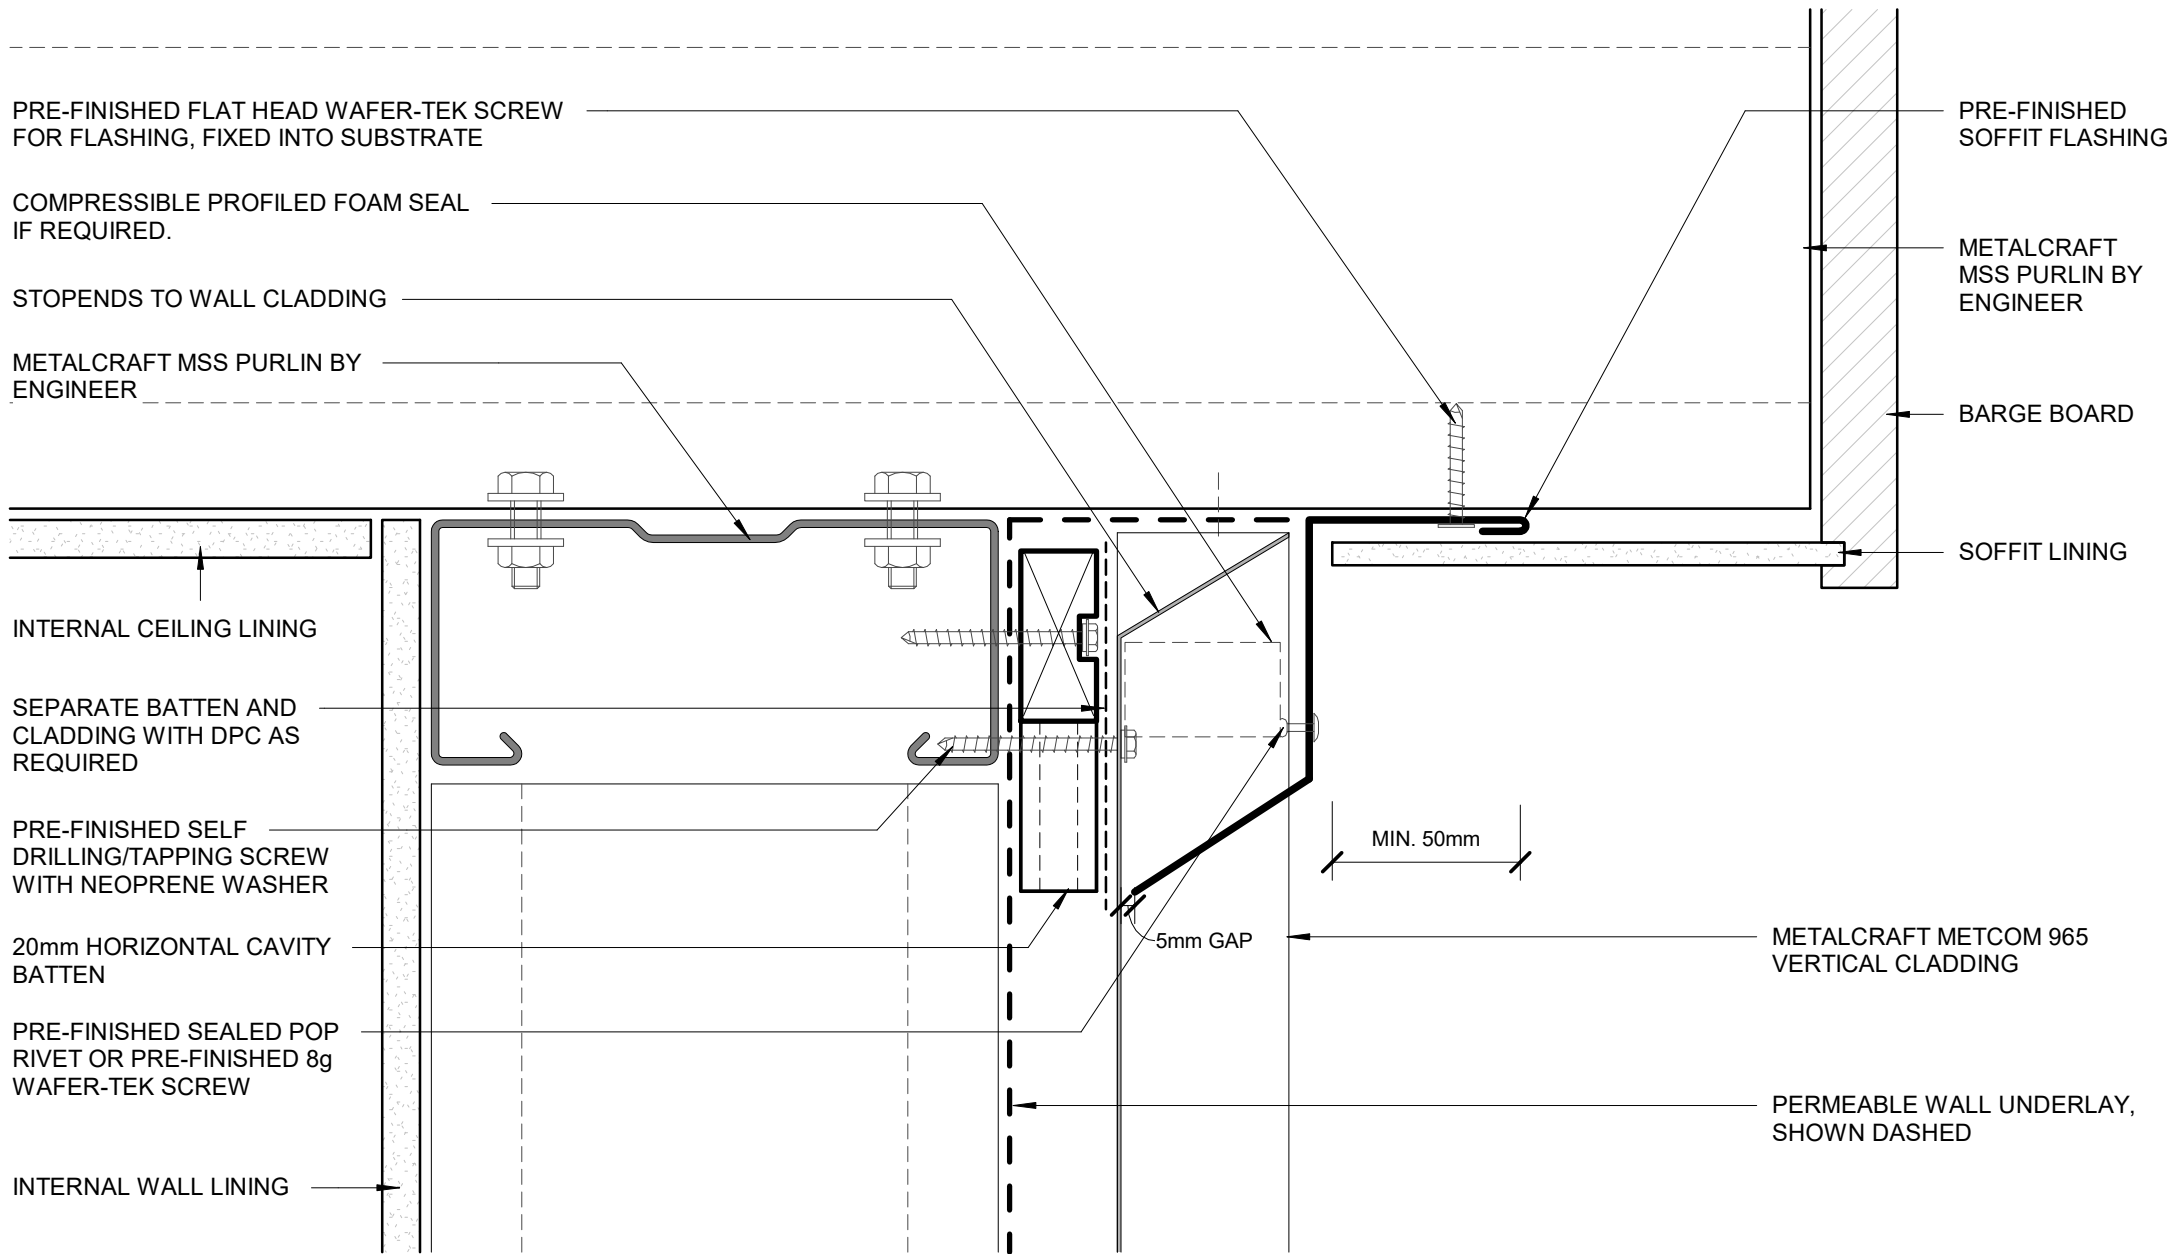 PRE-FINISHED FLAT HEAD WAFER-TEK SCREW
FOR FLASHING, FIXED INTO SUBSTRATE
COMPRESSIBLE PROFILED FOAM SEAL
IF REQUIRED.
STOPENDS TO WALL CLADDING
METALCRAFT MSS PURLIN BY
ENGINEER
INTERNAL CEILING LINING
SEPARATE BATTEN AND
CLADDING WITH DPC AS
REQUIRED
PRE-FINISHED SELF
DRILLING/TAPPING SCREW
WITH NEOPRENE WASHER
20mm HORIZONTAL CAVITY
BATTEN
PRE-FINISHED SEALED POP
RIVET OR PRE-FINISHED 8g
WAFER-TEK SCREW
INTERNAL WALL LINING
MIN. 50mm
5mm GAP
PRE-FINISHED
SOFFIT FLASHING
METALCRAFT
MSS PURLIN BY
ENGINEER
BARGE BOARD
SOFFIT LINING
METALCRAFT METCOM 965
VERTICAL CLADDING
PERMEABLE WALL UNDERLAY,
SHOWN DASHED